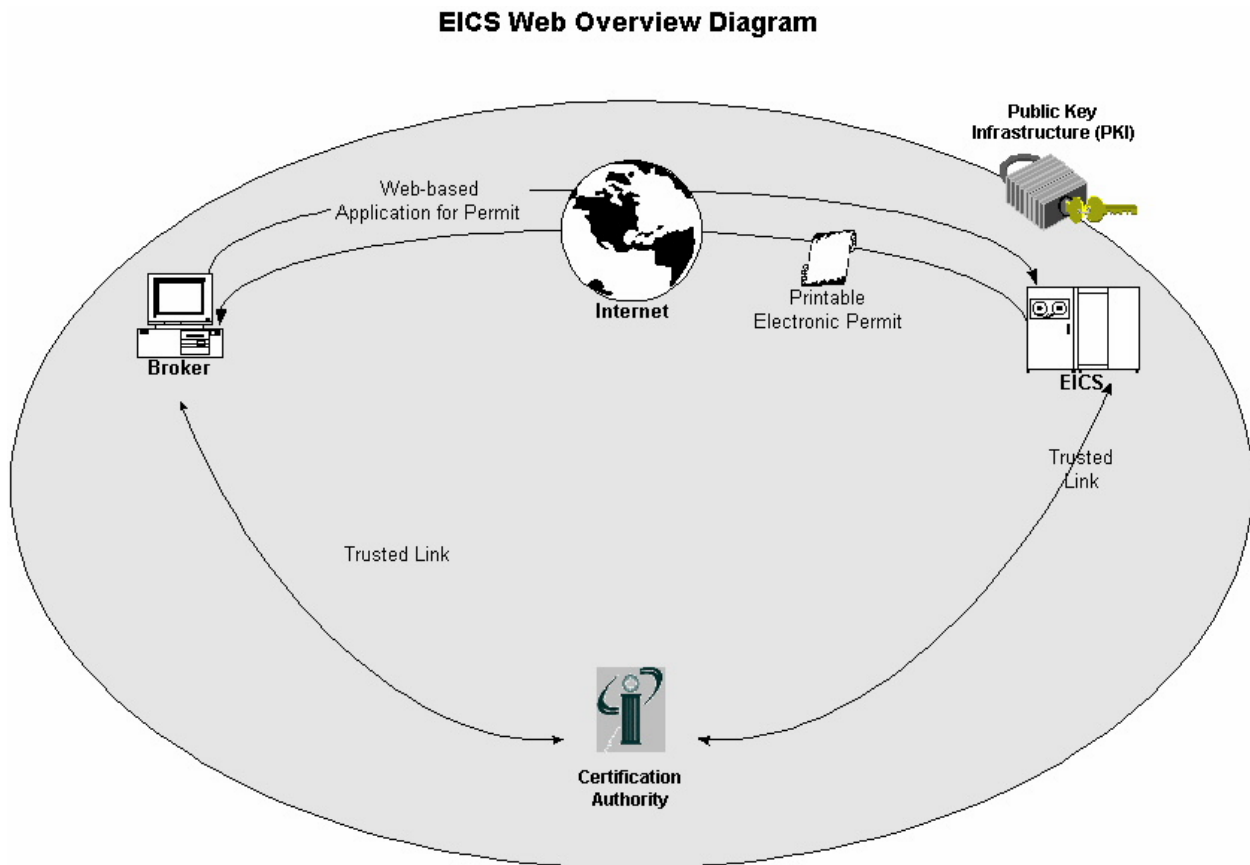 EICS Web Overview Diagram
Public Key
Infrastructure (PKI)
Web-based
Application for Permit
Internet
Printable
Electronic Permit
Broker
EICS
Trusted
Link
Trusted Link
Certification
Authority